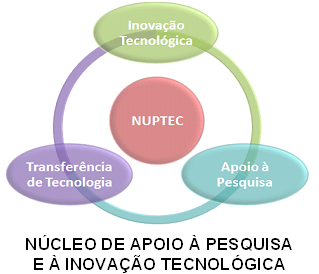 Inovação
Tecnológica
NUPTEC
Transferência
de Tecnologia
Apoio à
Pesquisa
NÚCLEO DE APOIO À PESQUISA
E À INOVAÇÃO TECNOLÓGICA